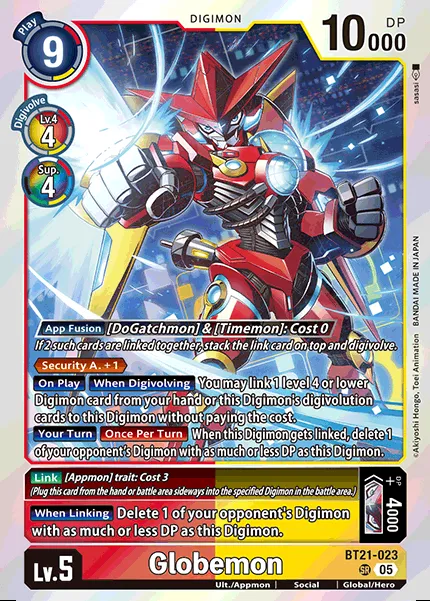 Play
9
DIGIMON
10000
DP
Digivolve
Lv.4
4
Sup.
4
sasasi
©Akiyoshi Hongo, Toei Animation BANDAI MADE IN JAPAN
App Fusion [DoGatchmon] & [Timemon]: Cost 0
If 2 such cards are linked together, stack the link card on top and digivolve.
Security A. +1
On Play When Digivolving You may link 1 level 4 or lower
Digimon card from your hand or this Digimon's digivolution
cards to this Digimon without paying the cost.
Your Turn Once Per Turn When this Digimon gets linked, delete 1
of your opponent's Digimon with as much or less DP as this Digimon.
Link [Appmon] trait: Cost 3
(Plug this card from the hand or battle area sideways into the specified Digimon in the battle area.)
DP
+4000
When Linking Delete 1 of your opponent's Digimon
with as much or less DP as this Digimon.
Lv.5
Globemon
BT21-023
SR 05
Ult./Appmon Social Global/Hero